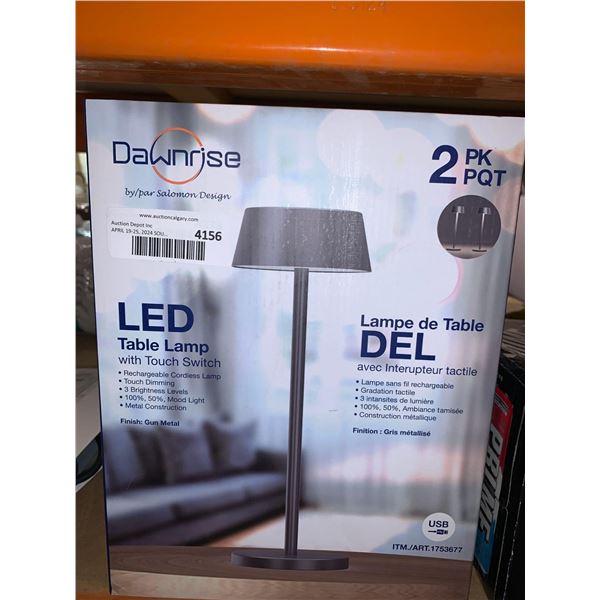 Dawnrise
by/par Salomon Design
2 PK
PQT
www.auctioncalgary.com
Auction Depot Inc
APRIL 19-25, 2024 SOU...
4156
LED
Table Lamp
with Touch Switch
• Rechargeable Cordless Lamp
• Touch Dimming
• 3 Brightness Levels
• 100%, 50%, Mood Light
• Metal Construction
Finish: Gun Metal
Lampe de Table
DEL
avec Interupteur tactile
• Lampe sans fil rechargeable
• Gradation tactile
• 3 intansites de lumière
• 100%, 50%, Ambiance tamisée
• Construction métallique
Finition : Gris métallisé
USB
ITM./ART.1753677
PRIME